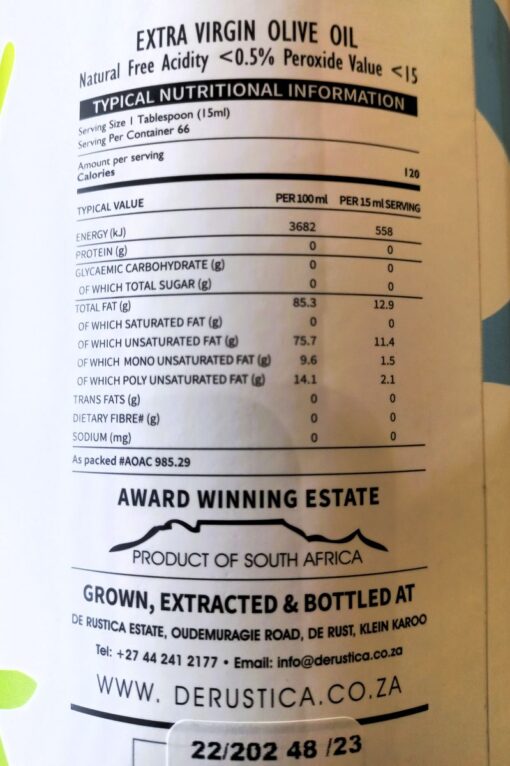 EXTRA VIRGIN OLIVE OIL
Natural Free Acidity <0.5% Peroxide Value <15
TYPICAL NUTRITIONAL INFORMATION
Serving Size 1 Tablespoon (15ml)
Serving Per Container 66
Amount per serving
Calories 120
TYPICAL VALUE PER 100 ml PER 15 ml SERVING
ENERGY (kJ) 3682 558
PROTEIN (g) 0 0
GLYCAEMIC CARBOHYDRATE (g) 0 0
OF WHICH TOTAL SUGAR (g) 0 0
TOTAL FAT (g) 85.3 12.9
OF WHICH SATURATED FAT (g) 0 0
OF WHICH UNSATURATED FAT (g) 75.7 11.4
OF WHICH MONO UNSATURATED FAT (g) 9.6 1.5
OF WHICH POLY UNSATURATED FAT (g) 14.1 2.1
TRANS FATS (g) 0 0
DIETARY FIBRE# (g) 0 0
SODIUM (mg) 0 0
As packed #AOAC 985.29
AWARD WINNING ESTATE
PRODUCT OF SOUTH AFRICA
GROWN, EXTRACTED & BOTTLED AT
DE RUSTICA ESTATE, OUDEMURAGIE ROAD, DE RUST, KLEIN KAROO
Tel: +27 44 241 2177 • Email: info@derustica.co.za
WWW. DERUSTICA.CO.ZA
22/202 48 /23